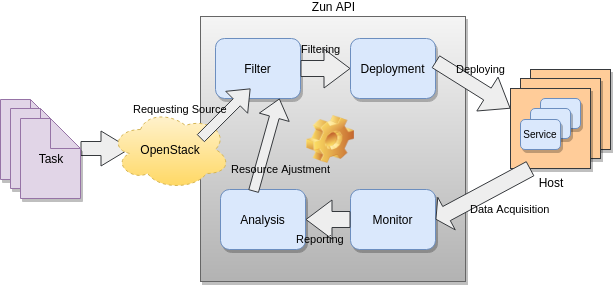 Zun API
Filter
Filtering
Deployment
Deploying
Requesting Source
Task
OpenStack
Service
Resource Ajustment
Host
Analysis
Reporting
Monitor
Data Acquisition